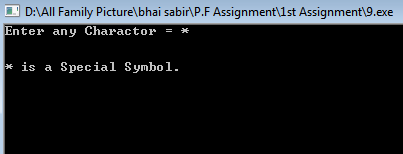 D:\All Family Picture\bhai sabir\P.F Assignment\1st Assignment\9.exe
Enter any Charactor = *
* is a Special Symbol.